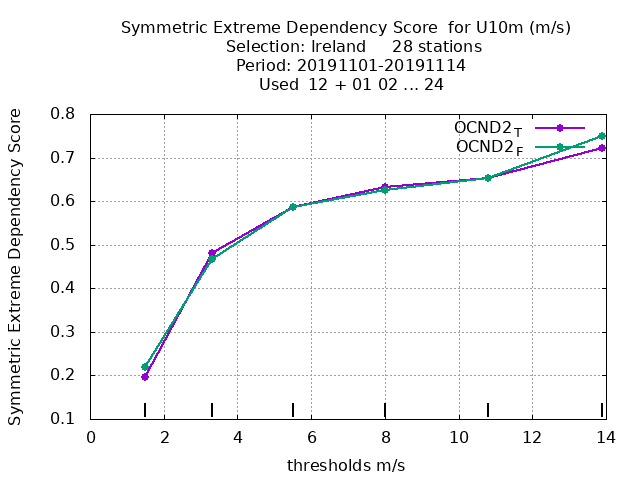 Symmetric Extreme Dependency Score  for U10m (m/s)
Selection: Ireland     28 stations
Period: 20191101-20191114
Used  12 + 01 02 ... 24
Symmetric Extreme Dependency Score
0.8
0.7
0.6
0.5
0.4
0.3
0.2
0.1
OCND2T
OCND2F
0 2 4 6 8 10 12 14
thresholds m/s